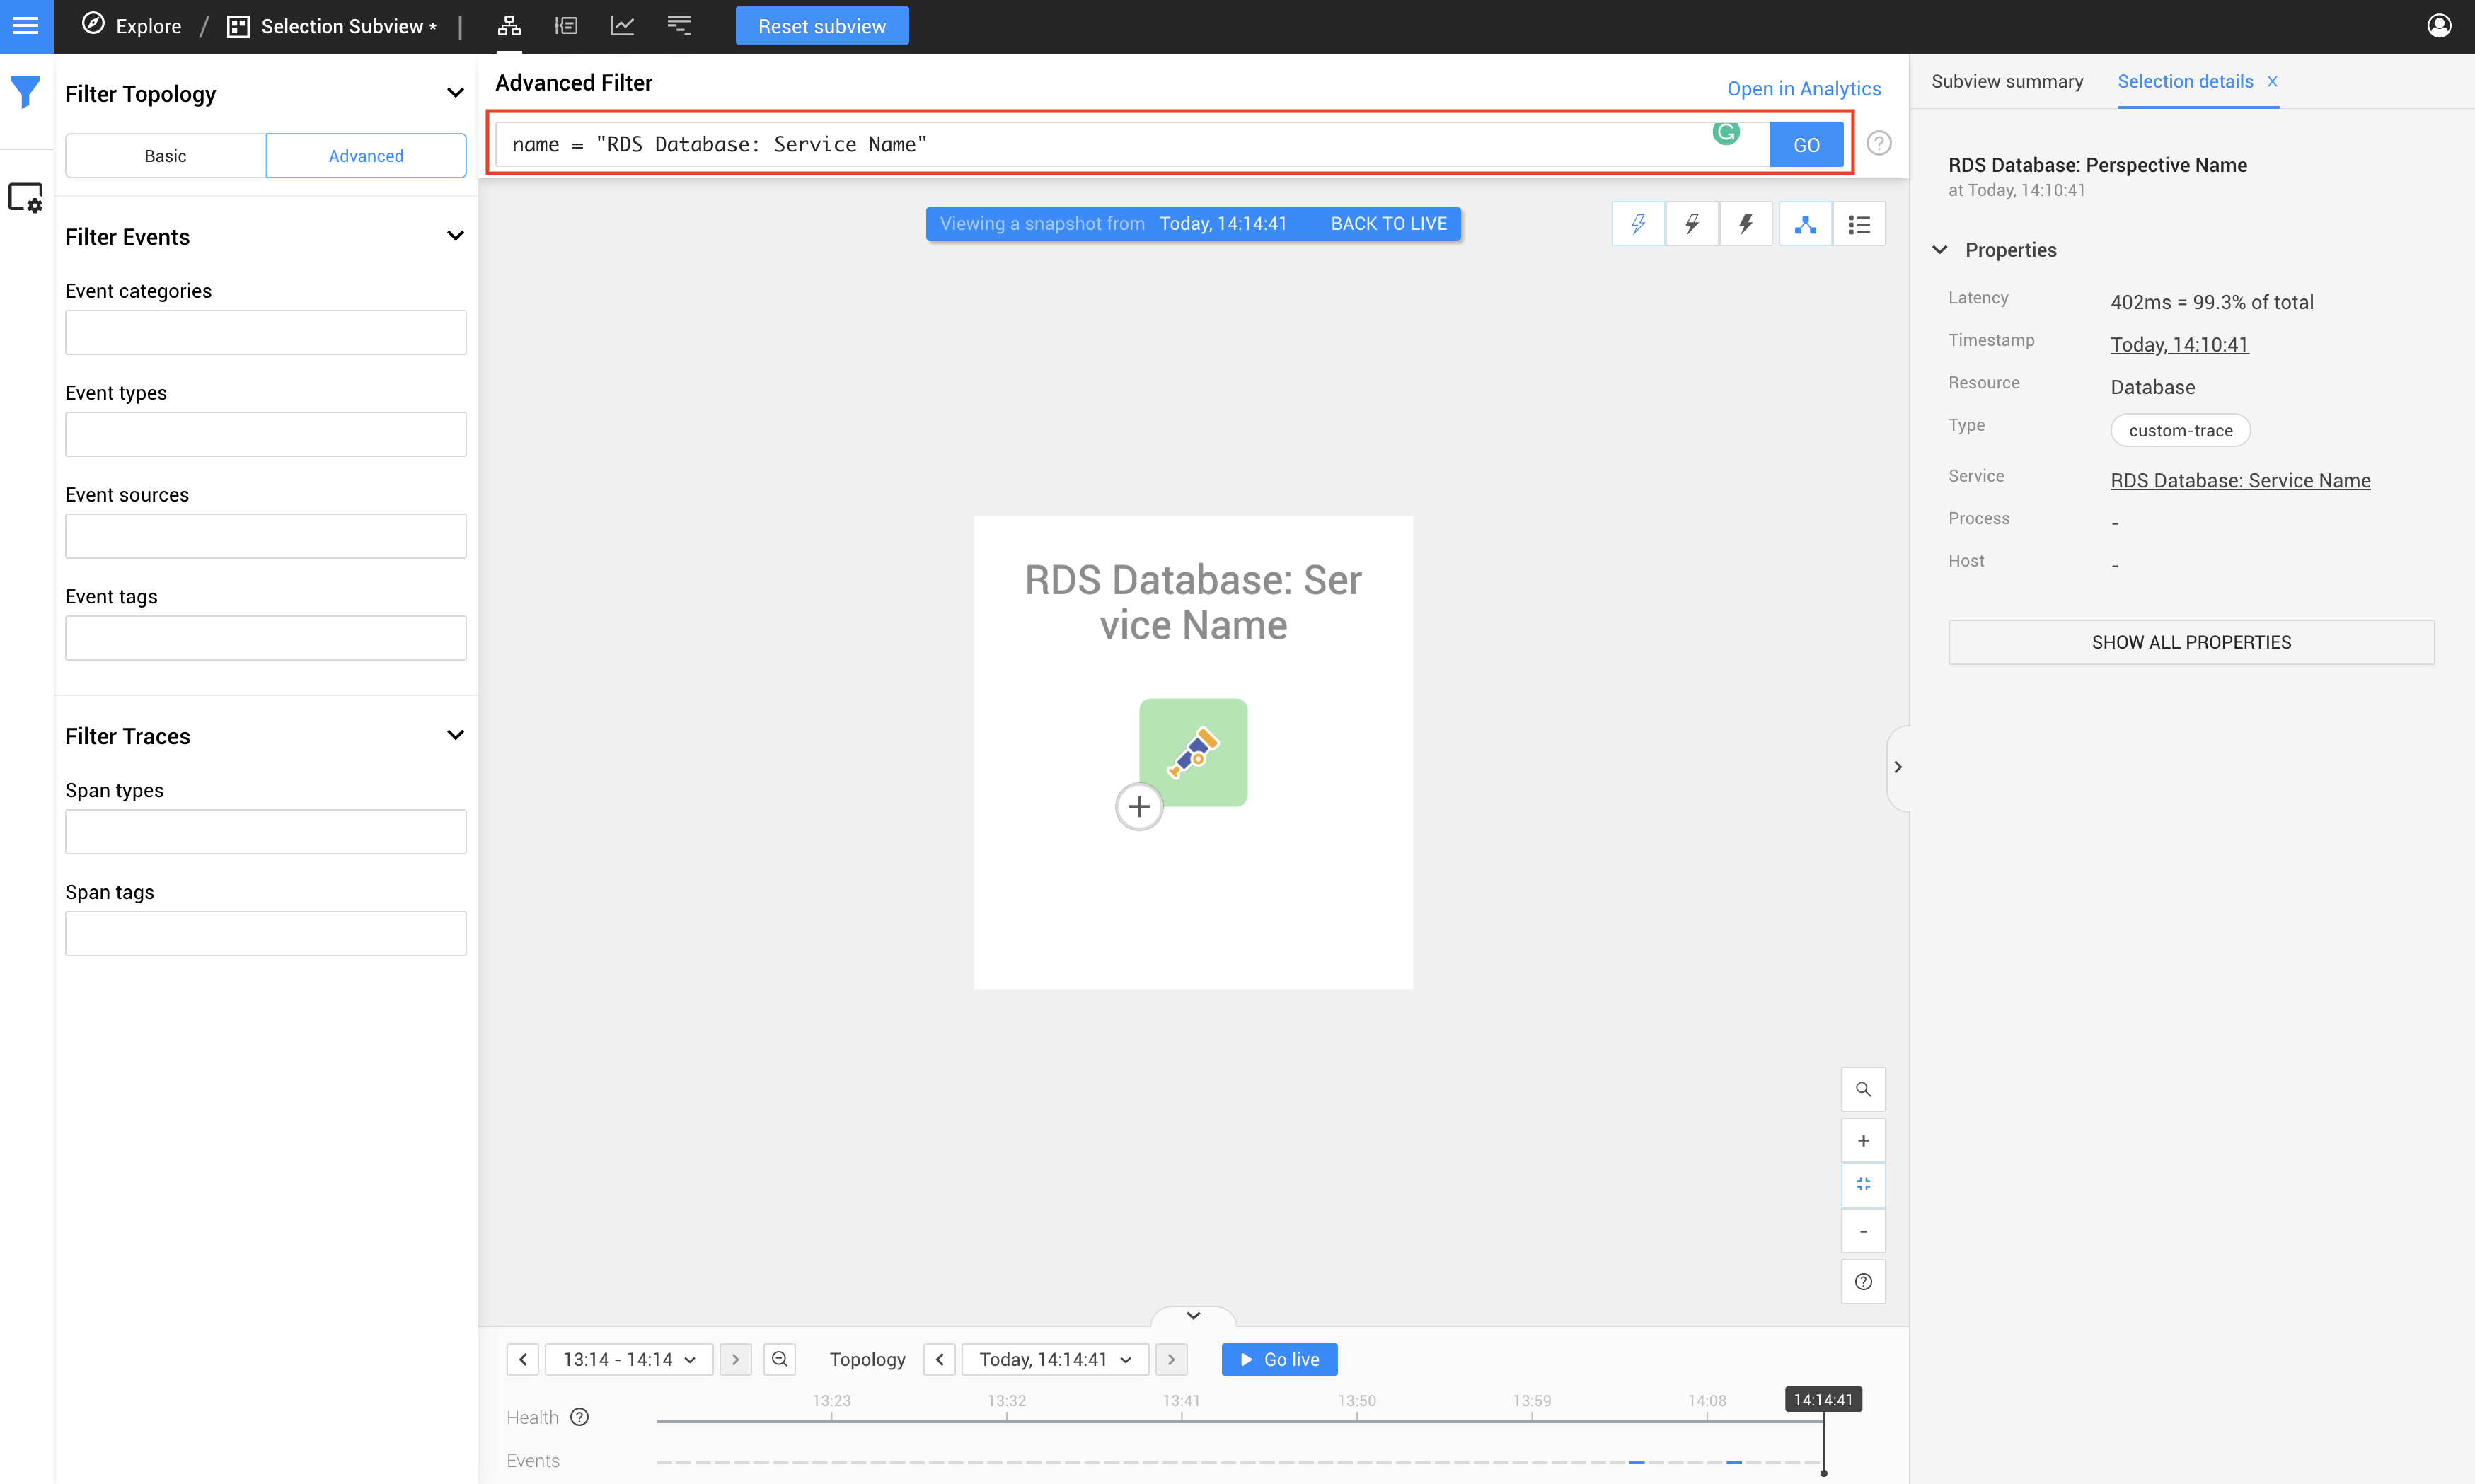 Explore / Selection Subview * |
Reset subview
Filter Topology
Basic
Advanced
Filter Events
Event categories
Event types
Event sources
Event tags
Filter Traces
Span types
Span tags
Advanced Filter
Open in Analytics
name = "RDS Database: Service Name"
GO
Viewing a snapshot from Today, 14:14:41 BACK TO LIVE
RDS Database: Ser
vice Name
Subview summary
Selection details
RDS Database: Perspective Name
at Today, 14:10:41
Properties
Latency 402ms = 99.3% of total
Timestamp Today, 14:10:41
Resource Database
Type custom-trace
Service RDS Database: Service Name
Process -
Host -
SHOW ALL PROPERTIES
13:14 - 14:14
Topology
Today, 14:14:41
Go live
13:23 13:32 13:41 13:50 13:59 14:08 14:14:41
Health
Events